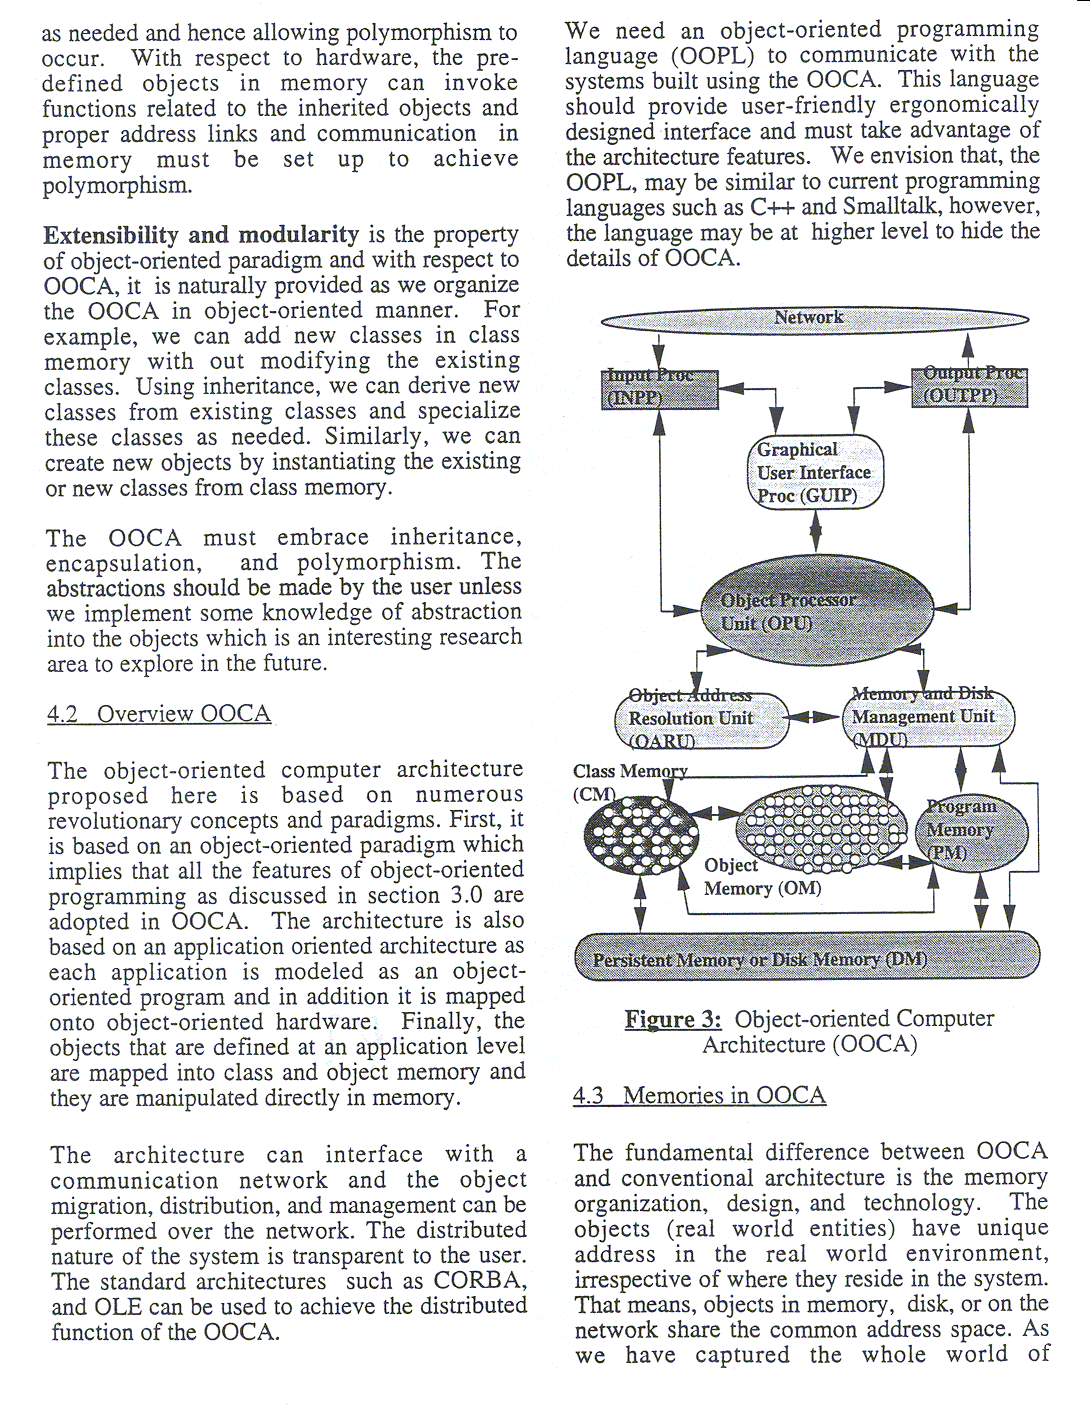 as needed and hence allowing polymorphism to
occur. With respect to hardware, the pre-
defined objects in memory can invoke
functions related to the inherited objects and
proper address links and communication in
memory must be set up to achieve
polymorphism.
Extensibility and modularity is the property
of object-oriented paradigm and with respect to
OOCA, it is naturally provided as we organize
the OOCA in object-oriented manner. For
example, we can add new classes in class
memory with out modifying the existing
classes. Using inheritance, we can derive new
classes from existing classes and specialize
these classes as needed. Similarly, we can
create new objects by instantiating the existing
or new classes from class memory.
The OOCA must embrace inheritance,
encapsulation, and polymorphism. The
abstractions should be made by the user unless
we implement some knowledge of abstraction
into the objects which is an interesting research
area to explore in the future.
4.2 Overview OOCA
The object-oriented computer architecture
proposed here is based on numerous
revolutionary concepts and paradigms. First, it
is based on an object-oriented paradigm which
implies that all the features of object-oriented
programming as discussed in section 3.0 are
adopted in OOCA. The architecture is also
based on an application oriented architecture as
each application is modeled as an object-
oriented program and in addition it is mapped
onto object-oriented hardware. Finally, the
objects that are defined at an application level
are mapped into class and object memory and
they are manipulated directly in memory.
The architecture can interface with a
communication network and the object
migration, distribution, and management can be
performed over the network. The distributed
nature of the system is transparent to the user.
The standard architectures such as CORBA,
and OLE can be used to achieve the distributed
function of the OOCA.
We need an object-oriented programming
language (OOPL) to communicate with the
systems built using the OOCA. This language
should provide user-friendly ergonomically
designed interface and must take advantage of
the architecture features. We envision that, the
OOPL, may be similar to current programming
languages such as C++ and Smalltalk, however,
the language may be at higher level to hide the
details of OOCA.
Network
Input Proc
(INPP)
Output Proc
(OUTPP)
Graphical
User Interface
Proc (GUIP)
Object Processor
Unit (OPU)
Object Address
Resolution Unit
(OARU)
Memory and Disk
Management Unit
(MDU)
Class Memory
(CM)
Program
Memory
(PM)
Object
Memory (OM)
Persistent Memory or Disk Memory (DM)
Figure 3: Object-oriented Computer
Architecture (OOCA)
4.3 Memories in OOCA
The fundamental difference between OOCA
and conventional architecture is the memory
organization, design, and technology. The
objects (real world entities) have unique
address in the real world environment,
irrespective of where they reside in the system.
That means, objects in memory, disk, or on the
network share the common address space. As
we have captured the whole world of